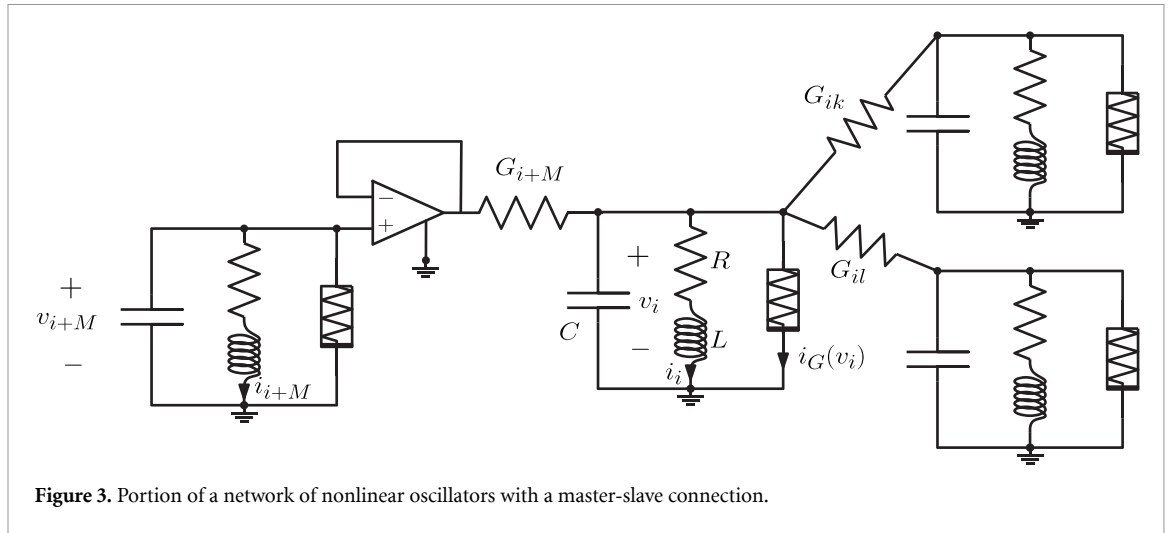 G_{ik}
G_{i+M}
−
+
+
v_{i+M}
−
i_{i+M}
+
v_i
−
R
C
L
i_i
i_G(v_i)
G_{il}
Figure 3. Portion of a network of nonlinear oscillators with a master-slave connection.